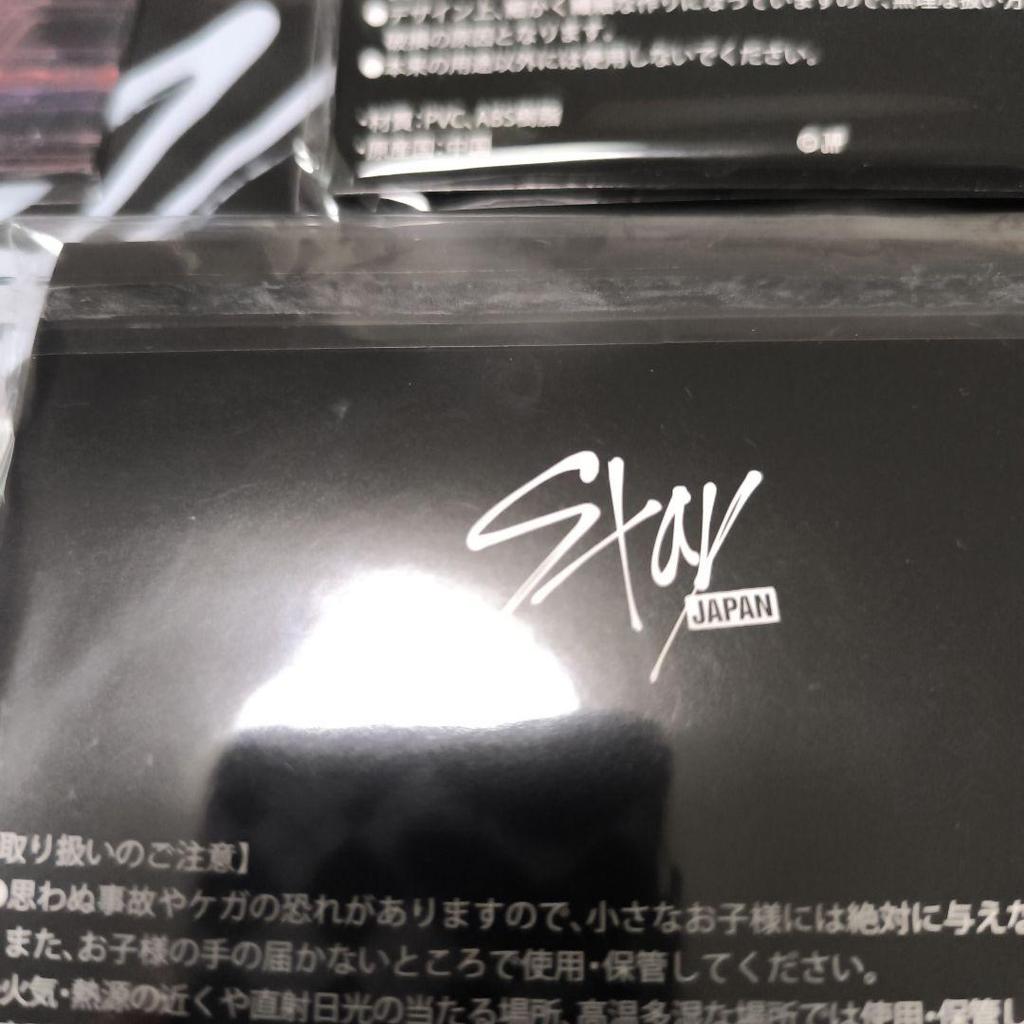 ●デザイン上、細かく繊細な作りになっていますので、無理な扱い方
破損の原因となります。
●本来の用途以外には使用しないでください。
・材質:PVC、ABS樹脂
・原産国:中国
Stay
JAPAN
取り扱いのご注意】
●思わぬ事故やケガの恐れがありますので、小さなお子様には絶対に与えな
また、お子様の手の届かないところで使用・保管してください。
火気・熱源の近くや直射日光の当たる場所、高温多湿な場所では使用・保管し